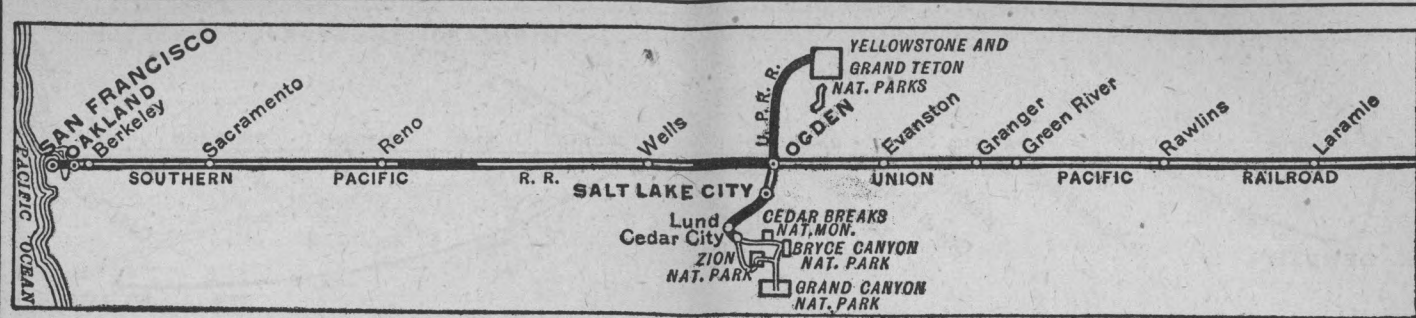 SAN FRANCISCO
OAKLAND
Berkeley
Sacramento
Reno
Wells
U. P. R. R.
YELLOWSTONE AND
GRAND TETON
NAT. PARKS
OGDEN
Evanston
Granger
Green River
Rawlins
Laramie
SOUTHERN PACIFIC R. R.
UNION PACIFIC RAILROAD
PACIFIC OCEAN
SALT LAKE CITY
Lund
Cedar City
CEDAR BREAKS
NAT. MON.
BRYCE CANYON
NAT. PARK
ZION
NAT. PARK
GRAND CANYON
NAT. PARK